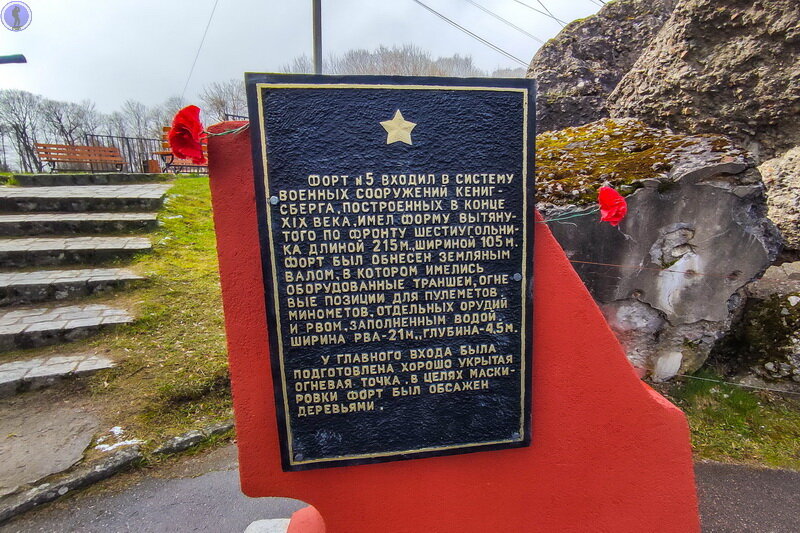 ФОРТ №5 ВХОДИЛ В СИСТЕМУ
ВОЕННЫХ СООРУЖЕНИЙ КЕНИГ-
СБЕРГА, ПОСТРОЕННЫХ В КОНЦЕ
XIX ВЕКА, ИМЕЛ ФОРМУ ВЫТЯНУ-
ТОГО ПО ФРОНТУ ШЕСТИУГОЛЬНИ-
КА ДЛИНОЙ 215М., ШИРИНОЙ 105М.
ФОРТ БЫЛ ОБНЕСЕН ЗЕМЛЯНЫМ
ВАЛОМ, В КОТОРОМ ИМЕЛИСЬ
ОБОРУДОВАННЫЕ ТРАНШЕИ, ОГНЕ-
ВЫЕ ПОЗИЦИИ ДЛЯ ПУЛЕМЕТОВ,
МИНОМЕТОВ, ОТДЕЛЬНЫХ ОРУДИЙ
И РВОМ, ЗАПОЛНЕННЫМ ВОДОЙ.
ШИРИНА РВА-21М., ГЛУБИНА-4,5М.
У ГЛАВНОГО ВХОДА БЫЛА
ПОДГОТОВЛЕНА ХОРОШО УКРЫТАЯ
ОГНЕВАЯ ТОЧКА. В ЦЕЛЯХ МАСКИ-
РОВКИ ФОРТ БЫЛ ОБСАЖЕН
ДЕРЕВЬЯМИ.